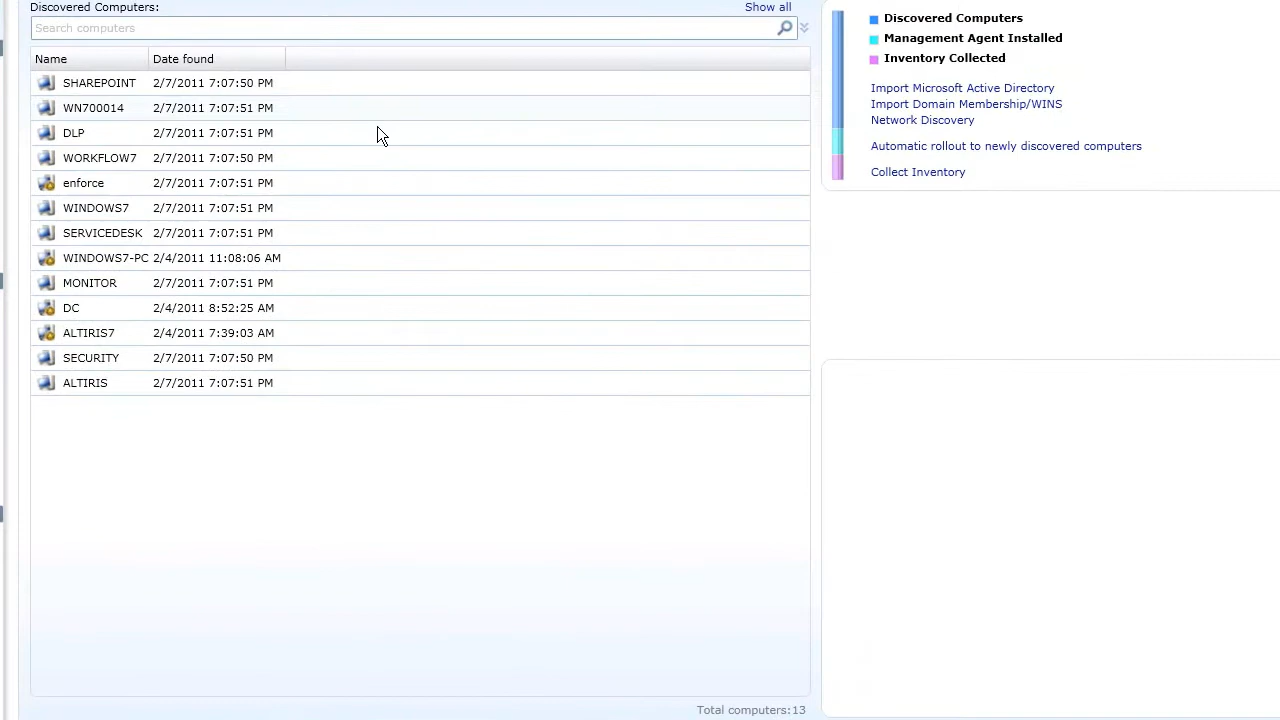 Discovered Computers:
Show all
Search computers
Name Date found
SHAREPOINT 2/7/2011 7:07:50 PM
WN700014 2/7/2011 7:07:51 PM
DLP 2/7/2011 7:07:51 PM
WORKFLOW7 2/7/2011 7:07:50 PM
enforce 2/7/2011 7:07:51 PM
WINDOWS7 2/7/2011 7:07:51 PM
SERVICEDESK 2/7/2011 7:07:51 PM
WINDOWS7-PC 2/4/2011 11:08:06 AM
MONITOR 2/7/2011 7:07:51 PM
DC 2/4/2011 8:52:25 AM
ALTIRIS7 2/4/2011 7:39:03 AM
SECURITY 2/7/2011 7:07:50 PM
ALTIRIS 2/7/2011 7:07:51 PM
Total computers:13
Discovered Computers
Management Agent Installed
Inventory Collected
Import Microsoft Active Directory
Import Domain Membership/WINS
Network Discovery
Automatic rollout to newly discovered computers
Collect Inventory